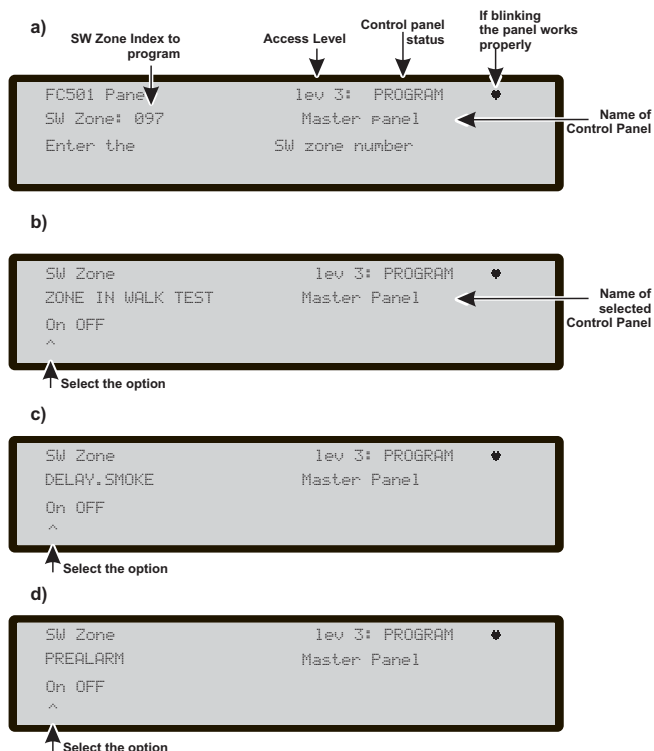 a)
SW Zone Index to
program
Access Level
Control panel
status
If blinking
the panel works
properly
FC501 Pane lev 3: PROGRAM
SW Zone: 097 Master panel
Enter the SW zone number
Name of
Control Panel
b)
SW Zone lev 3: PROGRAM
ZONE IN WALK TEST Master Panel
On OFF
^
Name of
selected
Control Panel
Select the option
c)
SW Zone lev 3: PROGRAM
DELAY.SMOKE Master Panel
On OFF
^
Select the option
d)
SW Zone lev 3: PROGRAM
PREALARM Master Panel
On OFF
^
Select the option